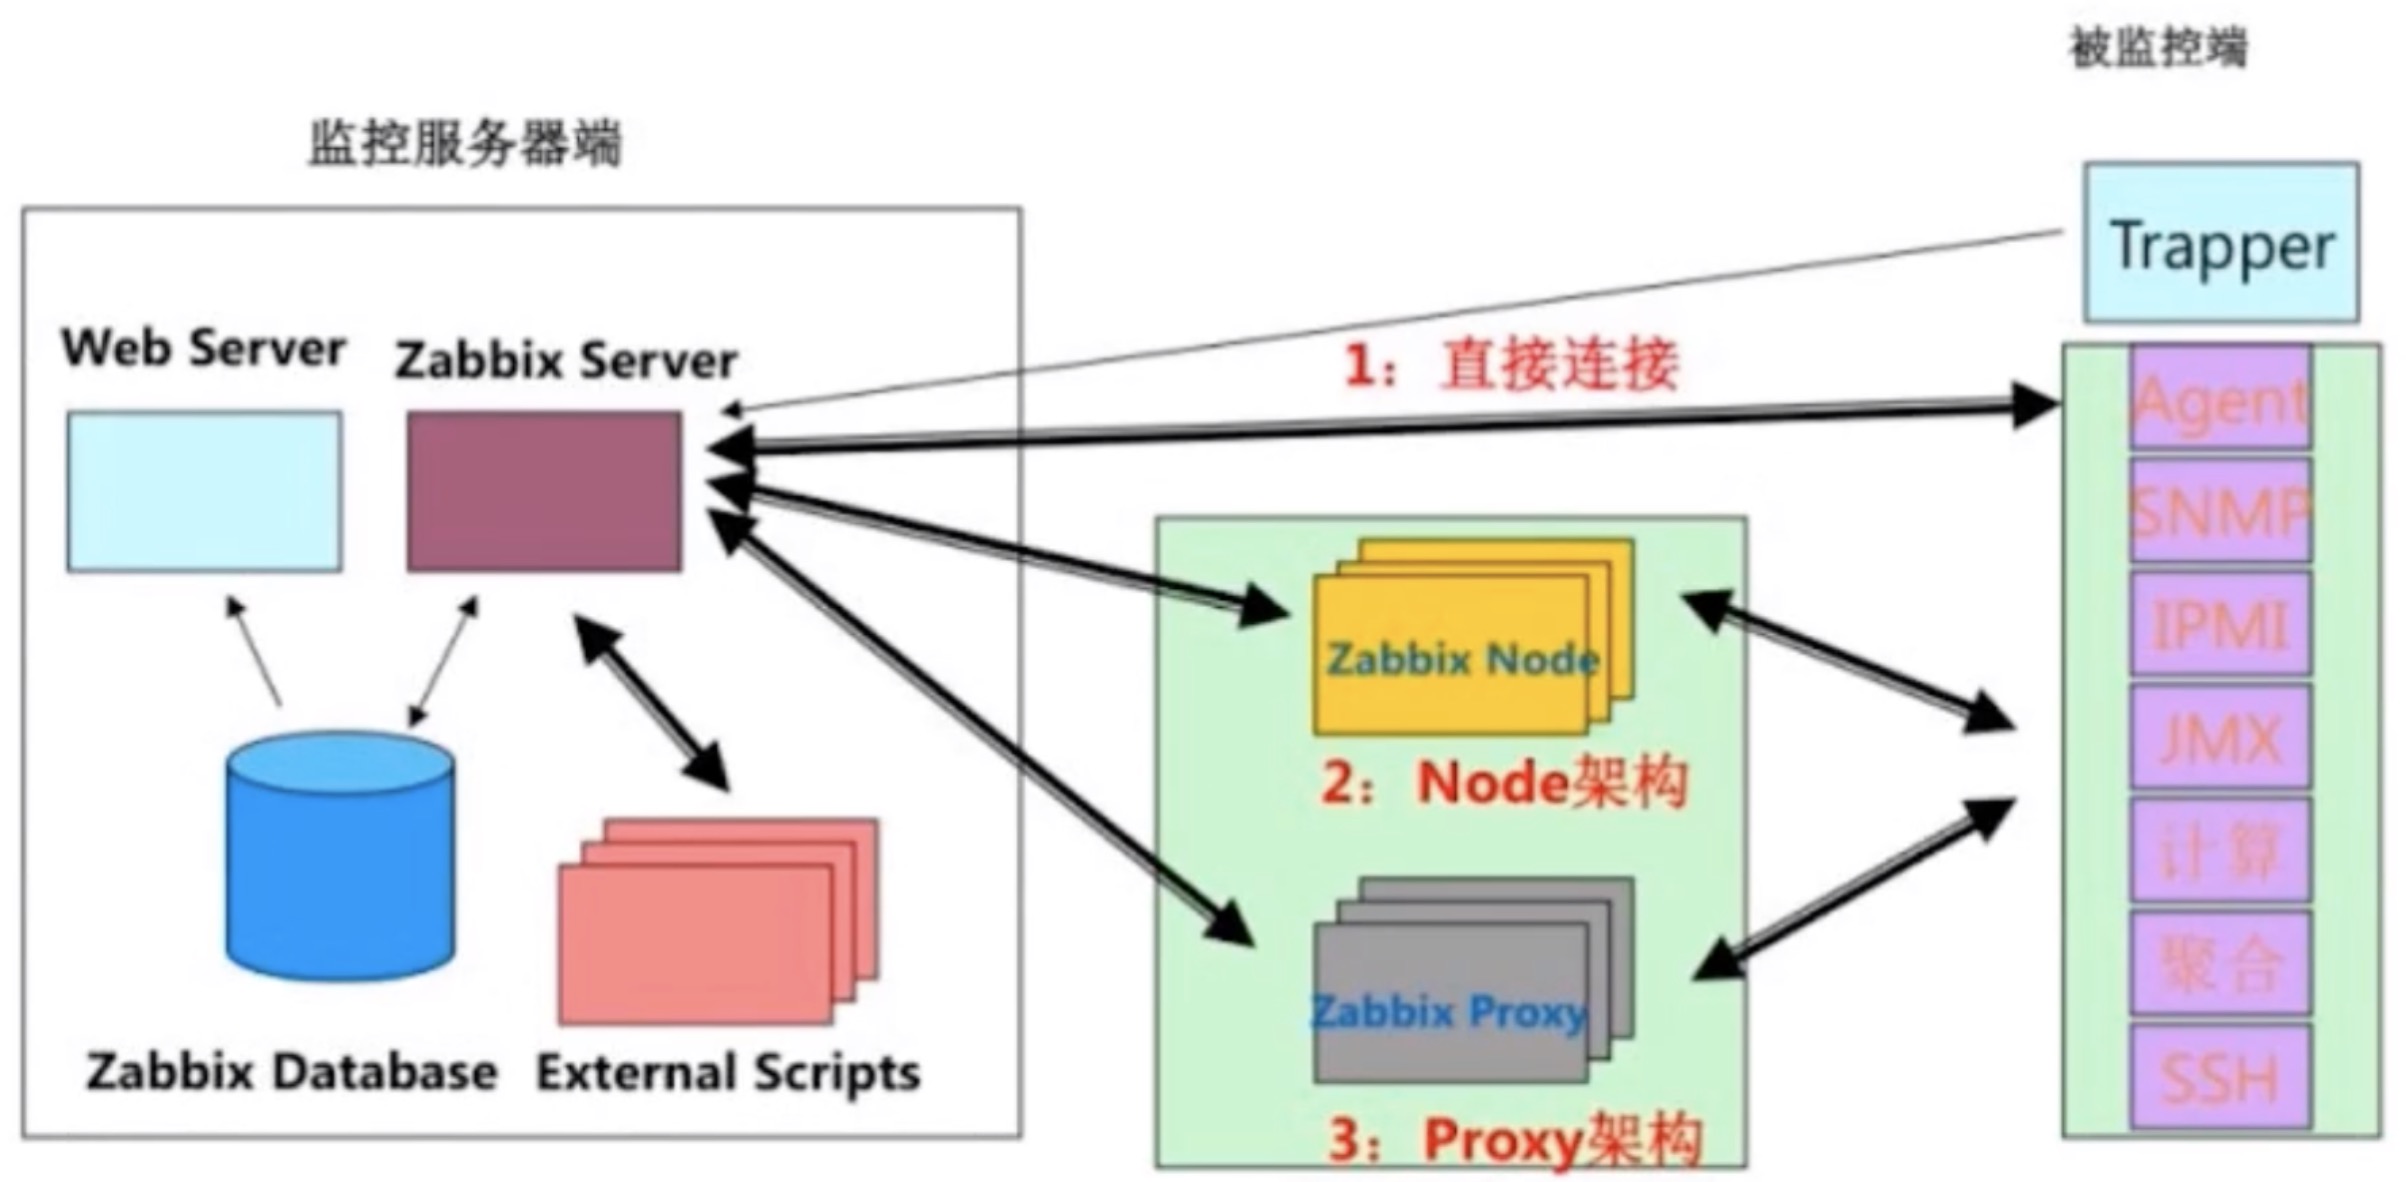 被监控端
监控服务器端
Trapper
Web Server
Zabbix Server
1：直接连接
Agent
SNMP
IPMI
Zabbix Node
JMX
2：Node架构
计算
聚合
Zabbix Proxy
Zabbix Database
External Scripts
SSH
3：Proxy架构